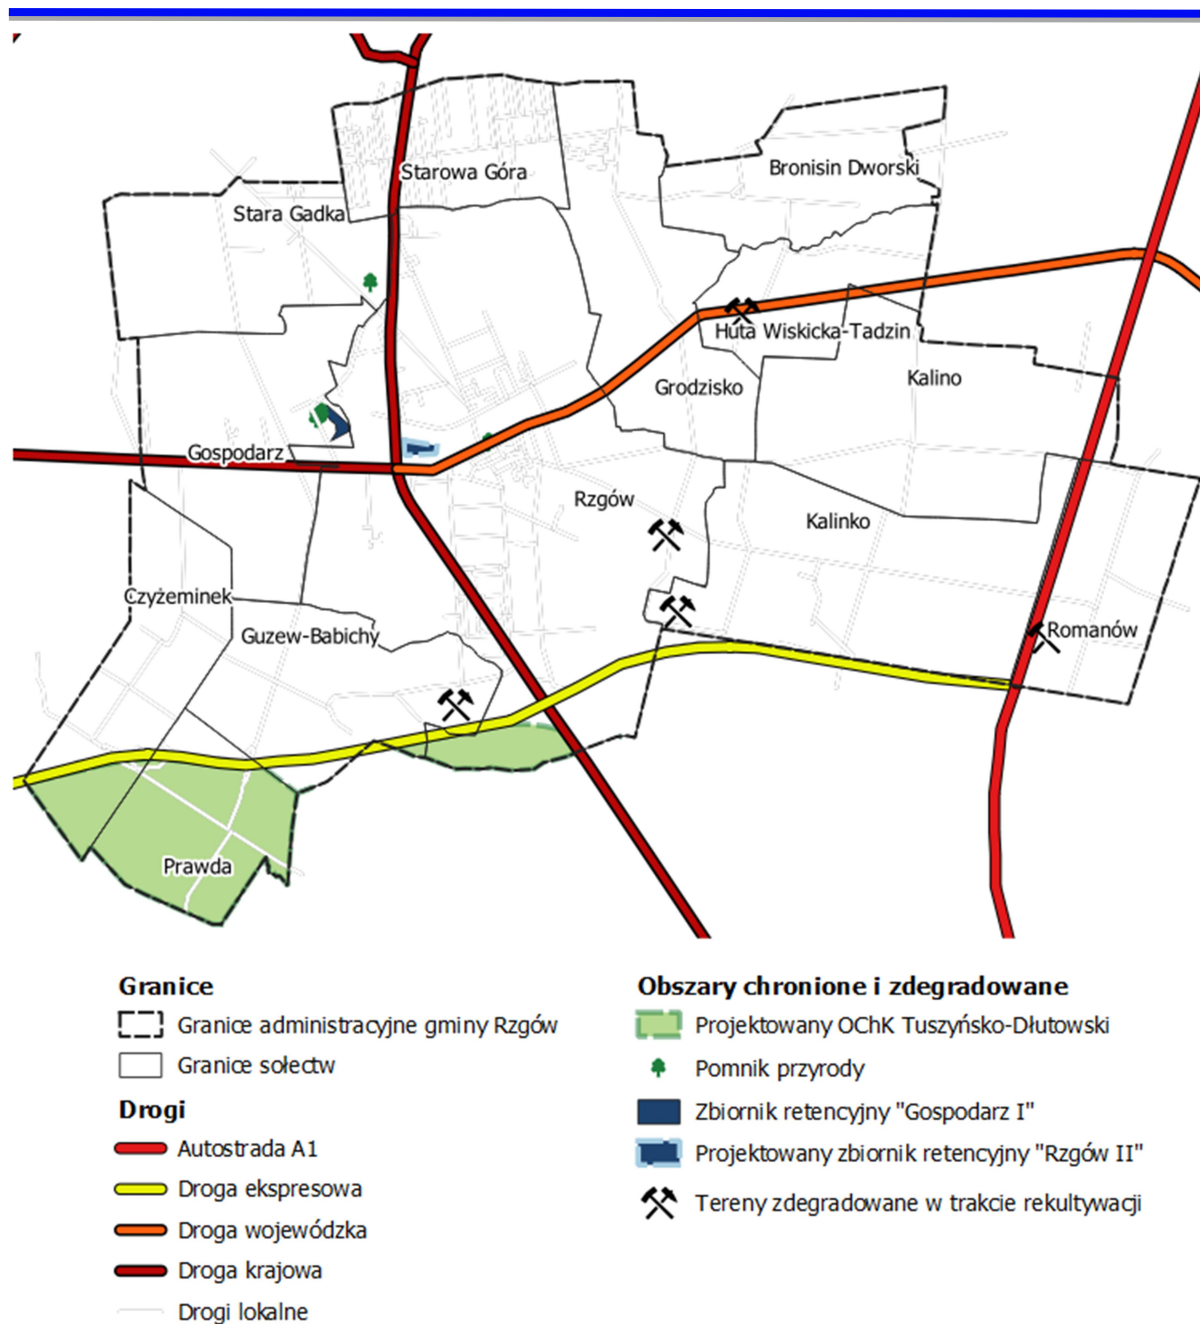 Starowa Góra
Bronisin Dworski
Stara Gadka
Huta Wiskicka-Tadzin
Grodzisko
Kalino
Gospodarz
Rzgów
Kalinko
Czyżeminek
Guzew-Babichy
Romanów
Prawda
Granice
Granice administracyjne gminy Rzgów
Granice sołectw
Drogi
Autostrada A1
Droga ekspresowa
Droga wojewódzka
Droga krajowa
Drogi lokalne
Obszary chronione i zdegradowane
Projektowany OChK Tuszyńsko-Dłutowski
Pomnik przyrody
Zbiornik retencyjny "Gospodarz I"
Projektowany zbiornik retencyjny "Rzgów II"
Tereny zdegradowane w trakcie rekultywacji